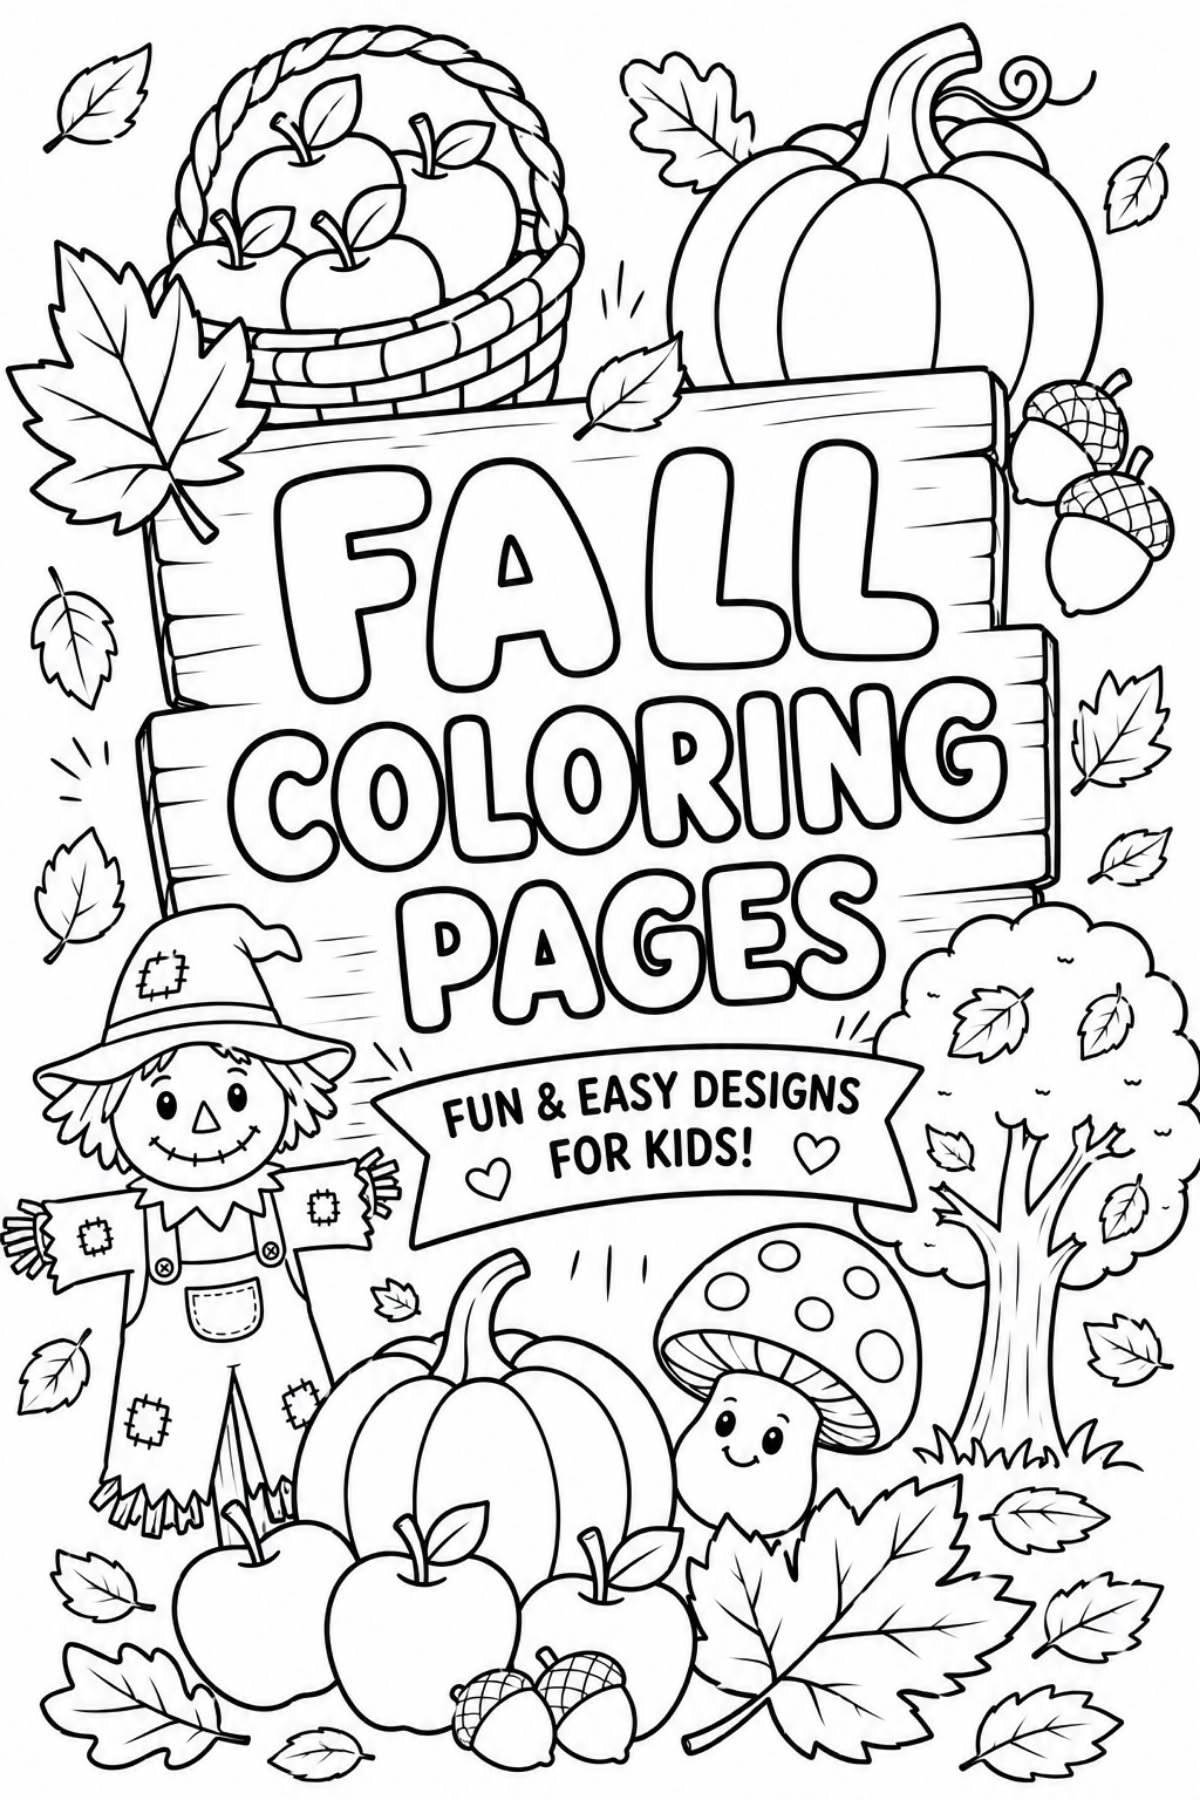 FALL
COLORING
PAGES
FUN & EASY DESIGNS
FOR KIDS!